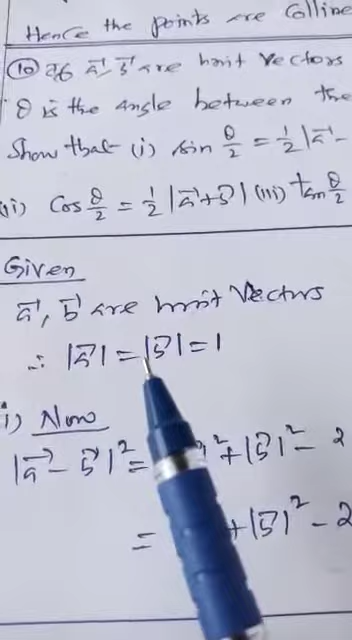 Hence the points are Colline
⑩ If a⃗, b⃗ are unit vectors
θ is the angle between the
Show that (i) sin θ/2 = 1/2 |a⃗ -
(ii) Cos θ/2 = 1/2 |a⃗ + b⃗| (iii) tan θ/2
Given
a⃗, b⃗ are unit Vectors
∴ |a⃗| = |b⃗| = 1
i) Now
|a⃗ - b⃗|² = ² + |b⃗|² - 2
= + |b⃗|² - 2